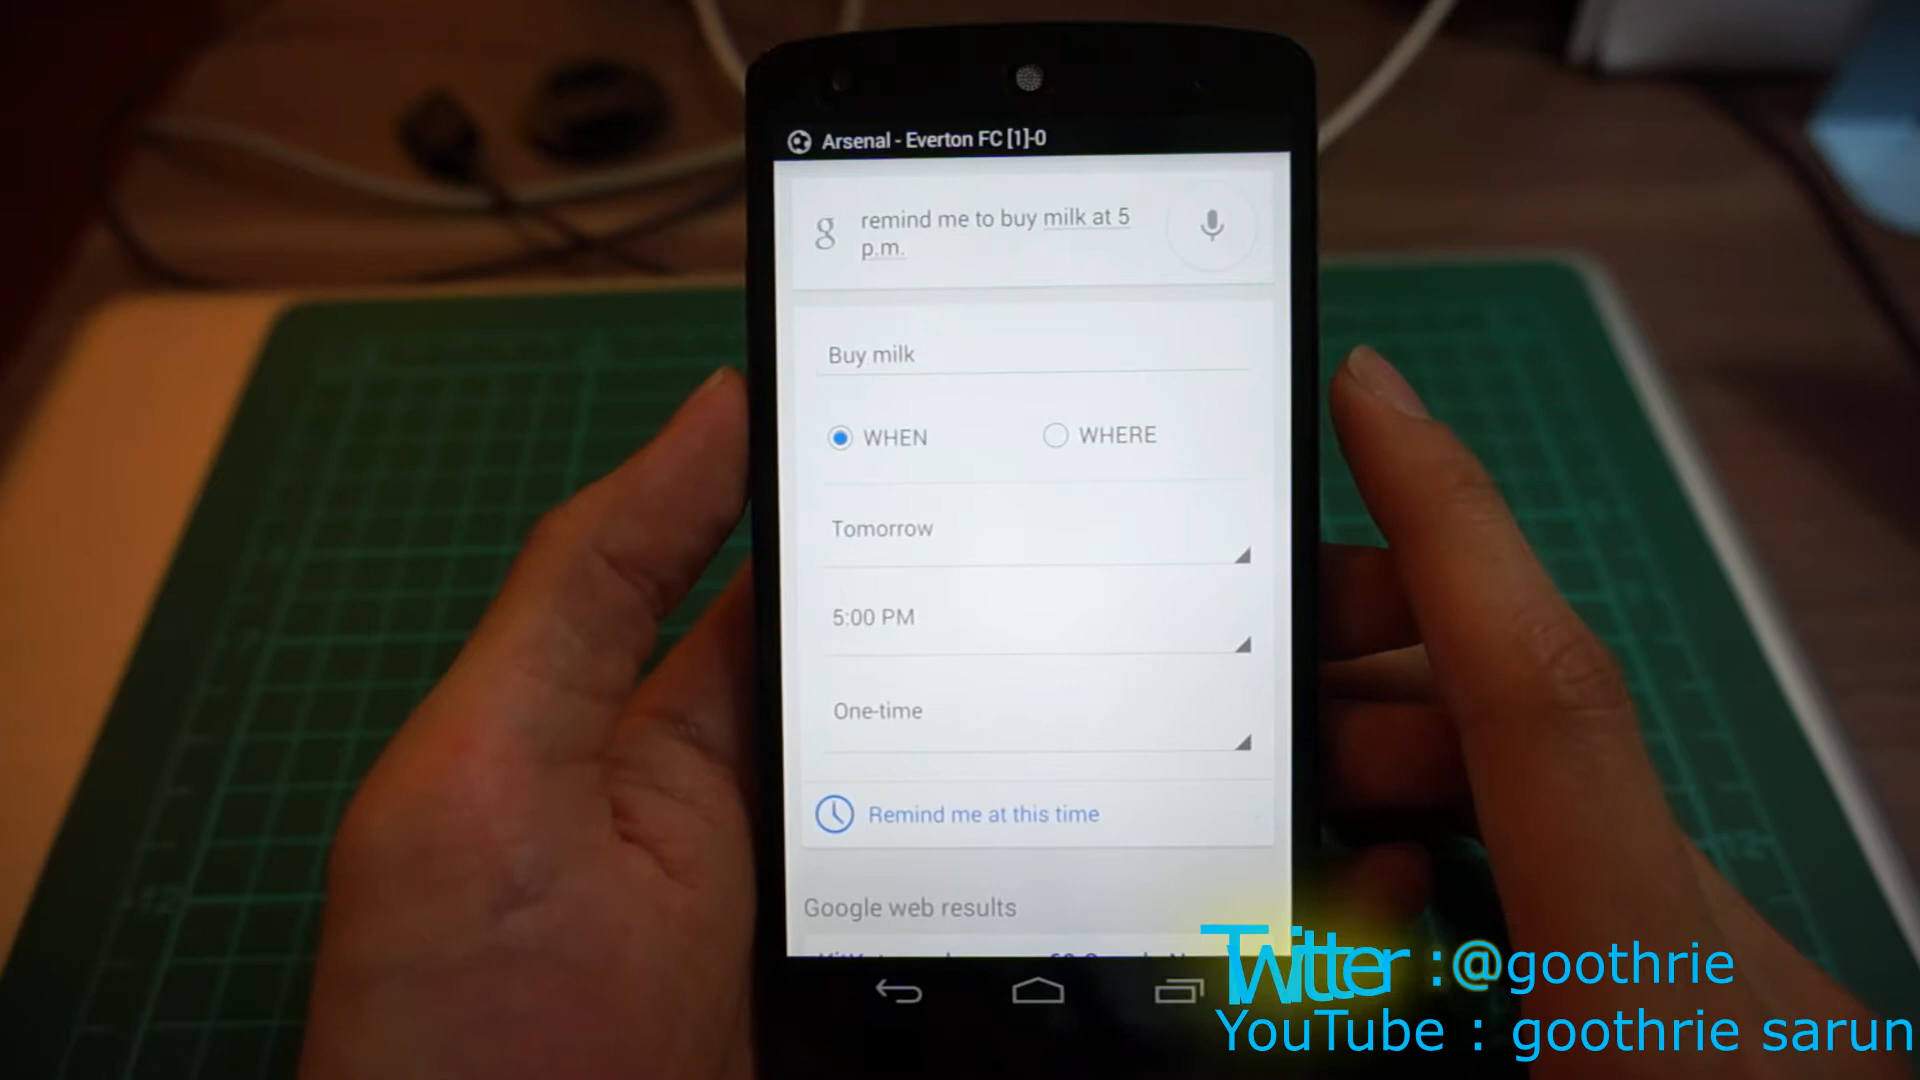 Arsenal - Everton FC [1]-0
g
remind me to buy milk at 5
p.m.
Buy milk
WHEN
WHERE
Tomorrow
5:00 PM
One-time
Remind me at this time
Google web results
Twitter :@goothrie
YouTube : goothrie sarun